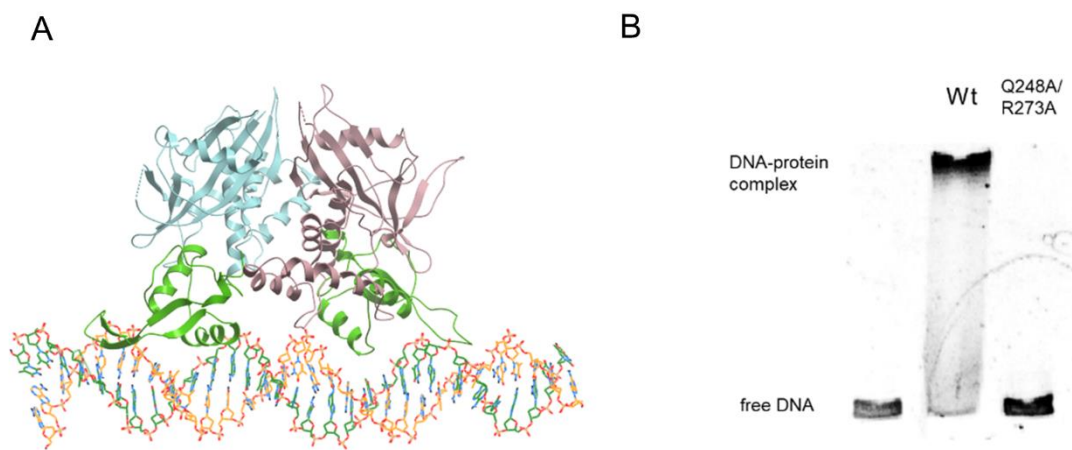 A
B
Wt
Q248A/
R273A
DNA-protein
complex
free DNA